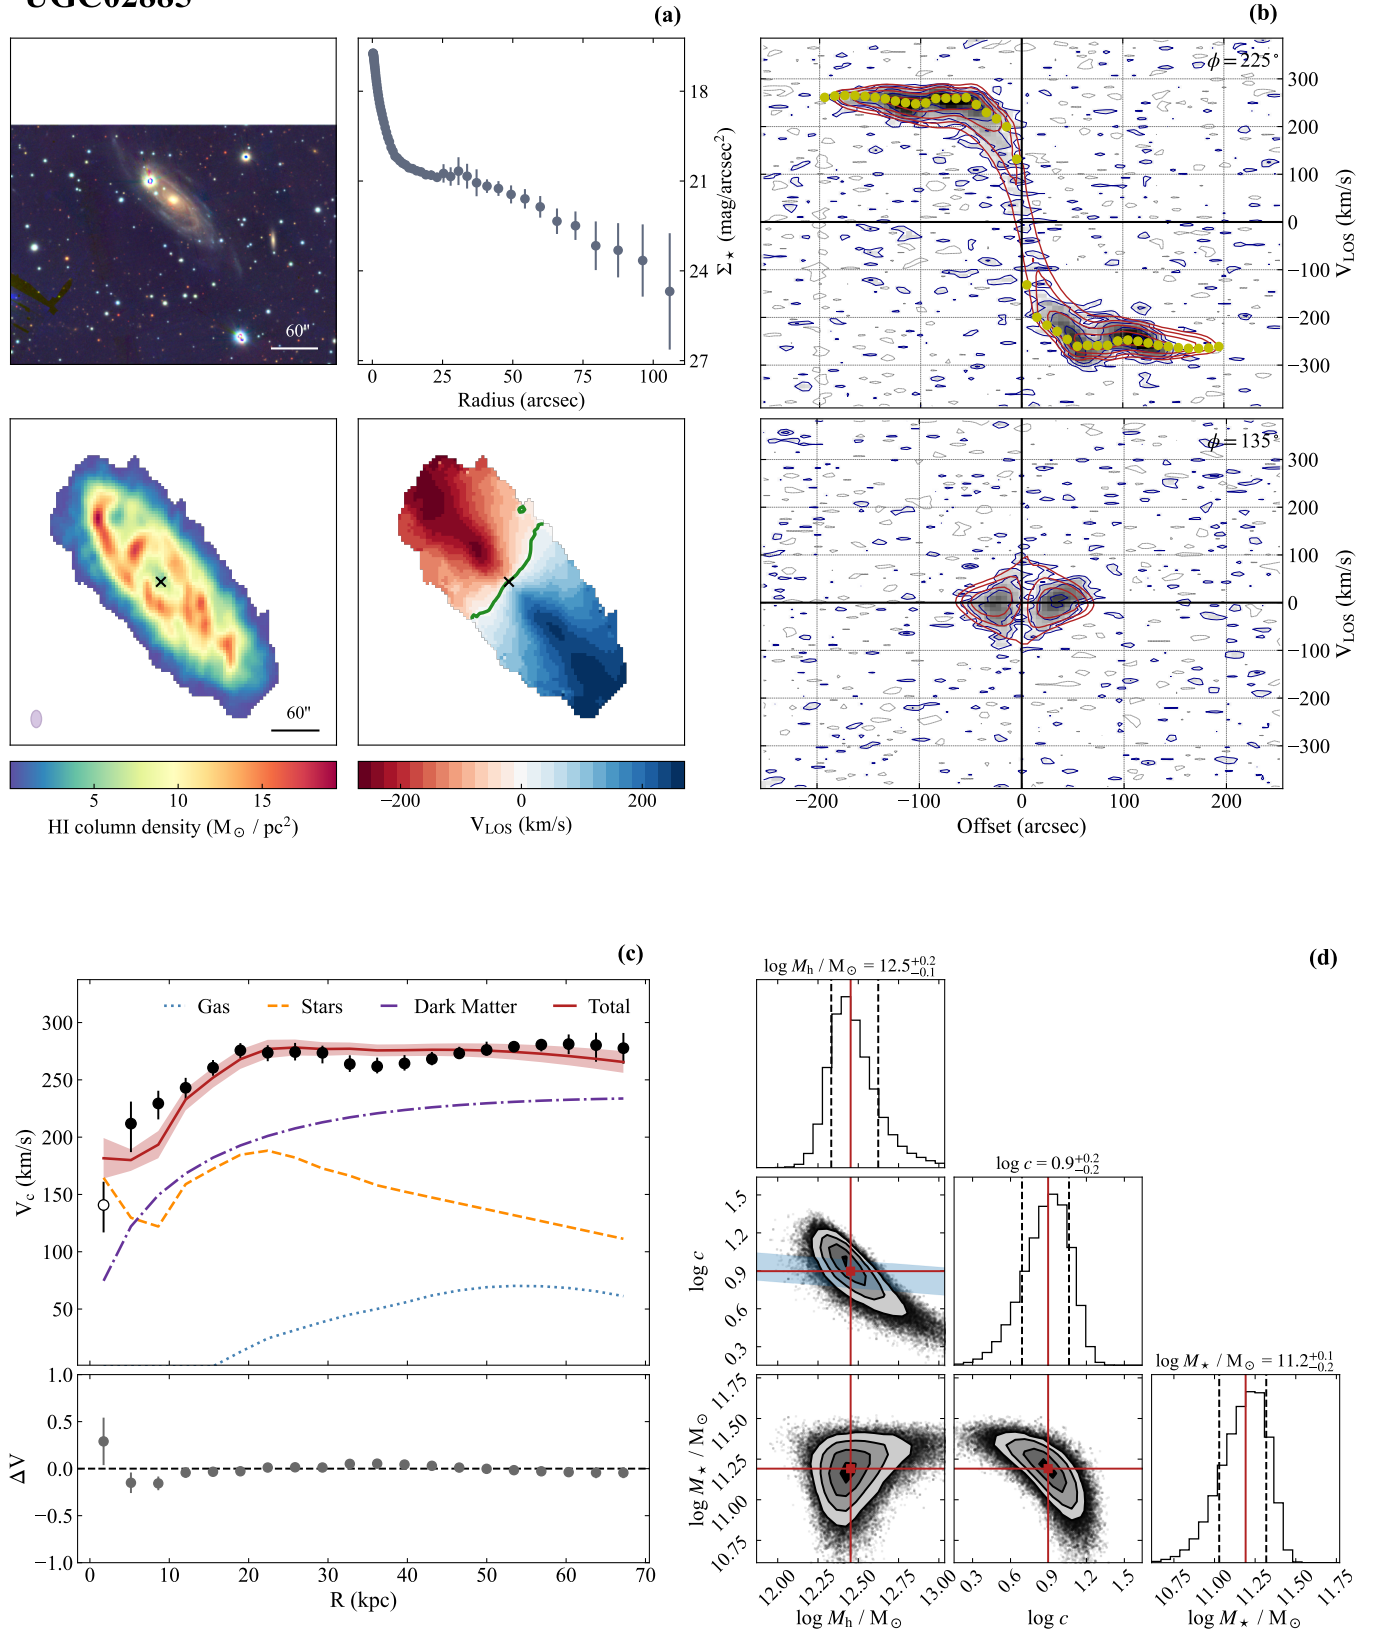 UGC02885
(a)
(b)
60"
18
21
24
27
Σ⋆ (mag/arcsec²)
0 25 50 75 100
Radius (arcsec)
ϕ = 225°
300
200
100
0
−100
−200
−300
V_LOS (km/s)
60"
5 10 15
HI column density (M⊙ / pc²)
−200 0 200
V_LOS (km/s)
ϕ = 135°
300
200
100
0
−100
−200
−300
V_LOS (km/s)
−200 −100 0 100 200
Offset (arcsec)
(c)
Gas Stars Dark Matter Total
300
250
200
150
100
50
V_c (km/s)
1.0
0.5
0.0
−0.5
−1.0
ΔV
0 10 20 30 40 50 60 70
R (kpc)
(d)
log M_h / M⊙ = 12.5 +0.2 −0.1
log c = 0.9 +0.2 −0.2
1.5
1.2
0.9
0.6
0.3
log c
log M⋆ / M⊙ = 11.2 +0.1 −0.2
11.75
11.50
11.25
11.00
10.75
log M⋆ / M⊙
12.00 12.25 12.50 12.75 13.00
log M_h / M⊙
0.3 0.6 0.9 1.2 1.5
log c
10.75 11.00 11.25 11.50 11.75
log M⋆ / M⊙